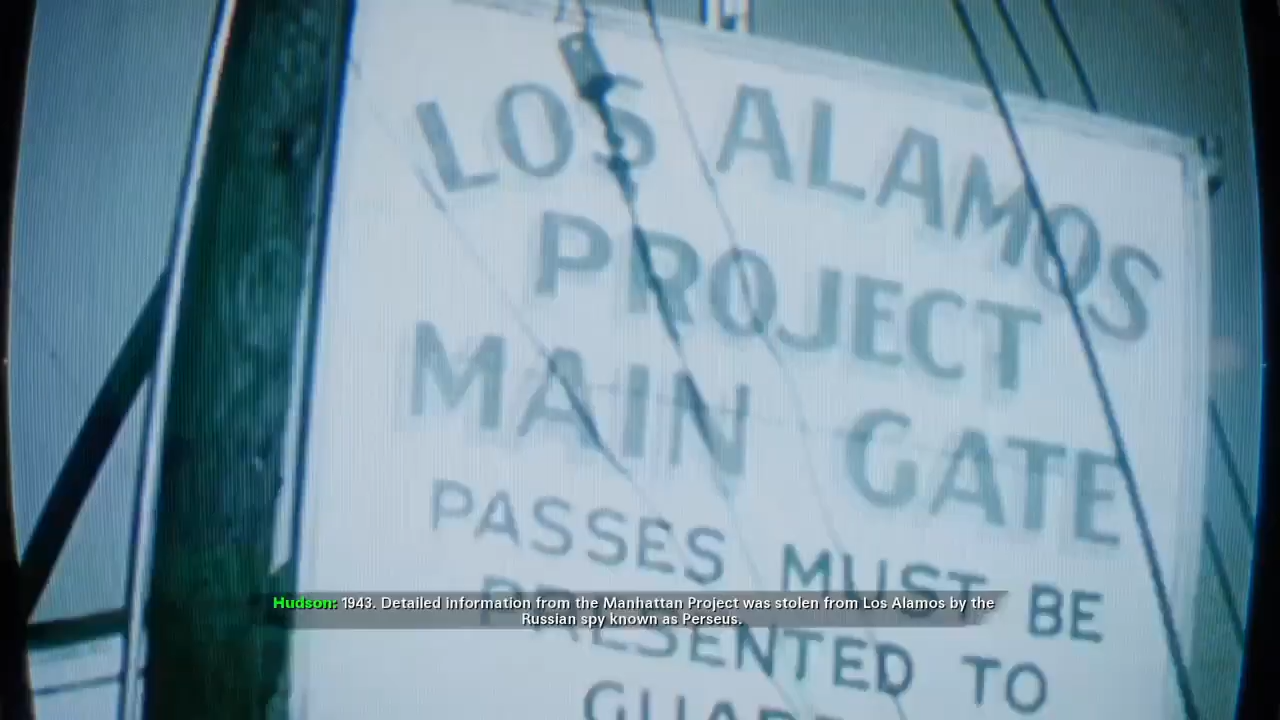 LOS ALAMOS
PROJECT
MAIN GATE
PASSES MUST BE
PRESENTED TO
Hudson: 1943. Detailed information from the Manhattan Project was stolen from Los Alamos by the
Russian spy known as Perseus.